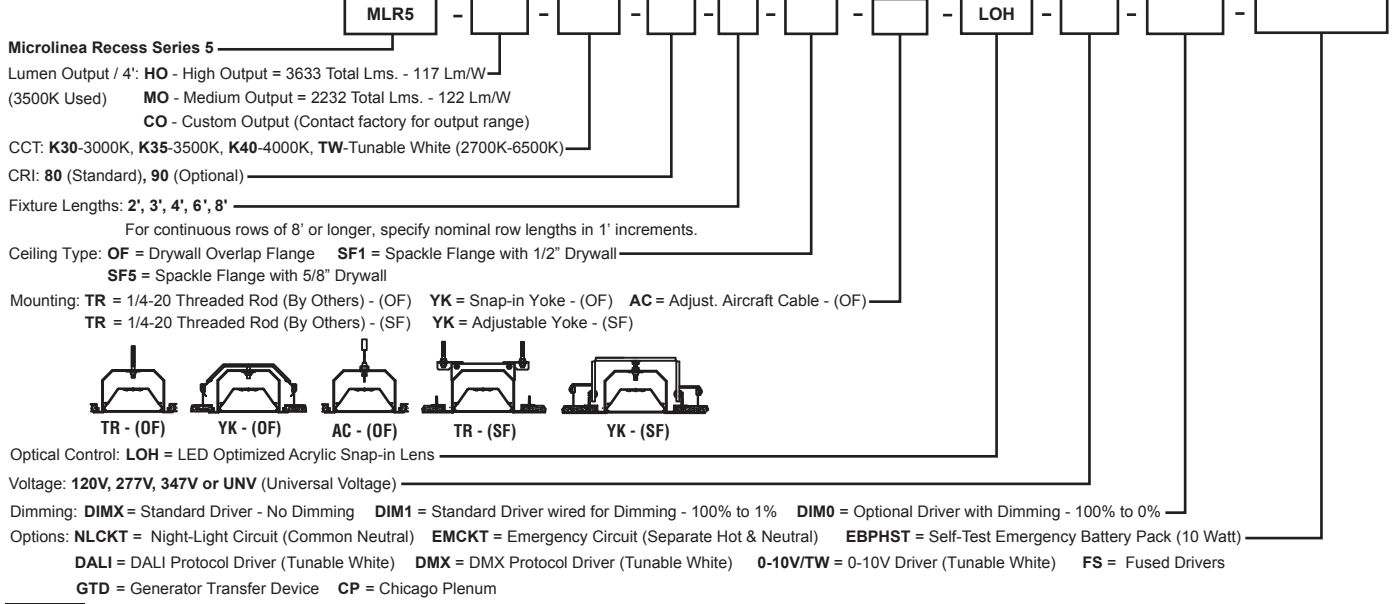 MLR5 - - - - - - - LOH - - -
Microlinea Recess Series 5
Lumen Output / 4': HO - High Output = 3633 Total Lms. - 117 Lm/W
(3500K Used) MO - Medium Output = 2232 Total Lms. - 122 Lm/W
CO - Custom Output (Contact factory for output range)
CCT: K30-3000K, K35-3500K, K40-4000K, TW-Tunable White (2700K-6500K)
CRI: 80 (Standard), 90 (Optional)
Fixture Lengths: 2', 3', 4', 6', 8'
For continuous rows of 8' or longer, specify nominal row lengths in 1' increments.
Ceiling Type: OF = Drywall Overlap Flange SF1 = Spackle Flange with 1/2" Drywall
SF5 = Spackle Flange with 5/8" Drywall
Mounting: TR = 1/4-20 Threaded Rod (By Others) - (OF) YK = Snap-in Yoke - (OF) AC = Adjust. Aircraft Cable - (OF)
TR = 1/4-20 Threaded Rod (By Others) - (SF) YK = Adjustable Yoke - (SF)
TR - (OF) YK - (OF) AC - (OF) TR - (SF) YK - (SF)
Optical Control: LOH = LED Optimized Acrylic Snap-in Lens
Voltage: 120V, 277V, 347V or UNV (Universal Voltage)
Dimming: DIMX = Standard Driver - No Dimming DIM1 = Standard Driver wired for Dimming - 100% to 1% DIM0 = Optional Driver with Dimming - 100% to 0%
Options: NLCKT = Night-Light Circuit (Common Neutral) EMCKT = Emergency Circuit (Separate Hot & Neutral) EBPHST = Self-Test Emergency Battery Pack (10 Watt)
DALI = DALI Protocol Driver (Tunable White) DMX = DMX Protocol Driver (Tunable White) 0-10V/TW = 0-10V Driver (Tunable White) FS = Fused Drivers
GTD = Generator Transfer Device CP = Chicago Plenum